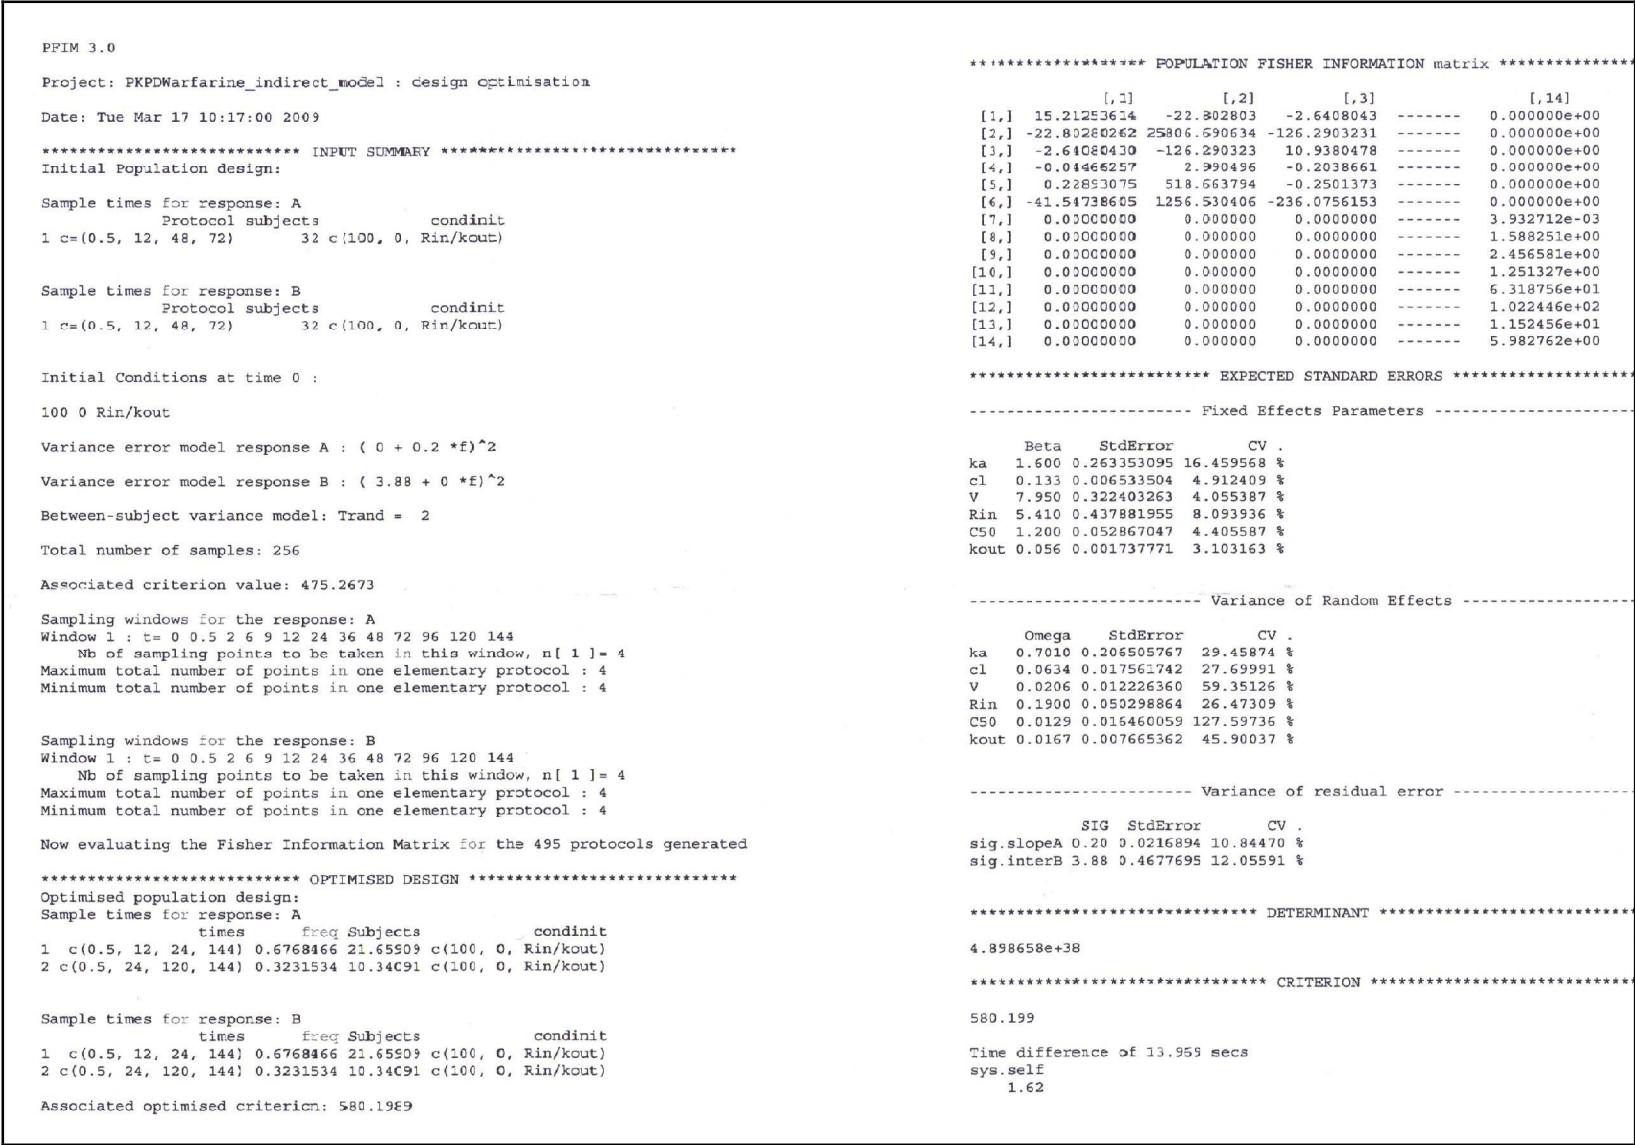 PFIM 3.0
Project: PKPDWarfarine_indirect_model : design optimisation
Date: Tue Mar 17 10:17:00 2009
**************************** INPUT SUMMARY ********************************
Initial Population design:
Sample times for response: A
Protocol subjects condinit
1 c=(0.5, 12, 48, 72) 32 c(100, 0, Rin/kout)
Sample times for response: B
Protocol subjects condinit
1 c=(0.5, 12, 48, 72) 32 c(100, 0, Rin/kout)
Initial Conditions at time 0 :
100 0 Rin/kout
Variance error model response A : ( 0 + 0.2 *f)^2
Variance error model response B : ( 3.88 + 0 *f)^2
Between-subject variance model: Trand = 2
Total number of samples: 256
Associated criterion value: 475.2673
Sampling windows for the response: A
Window 1 : t= 0 0.5 2 6 9 12 24 36 48 72 96 120 144
Nb of sampling points to be taken in this window, n[ 1 ]= 4
Maximum total number of points in one elementary protocol : 4
Minimum total number of points in one elementary protocol : 4
Sampling windows for the response: B
Window 1 : t= 0 0.5 2 6 9 12 24 36 48 72 96 120 144
Nb of sampling points to be taken in this window, n[ 1 ]= 4
Maximum total number of points in one elementary protocol : 4
Minimum total number of points in one elementary protocol : 4
Now evaluating the Fisher Information Matrix for the 495 protocols generated
**************************** OPTIMISED DESIGN *****************************
Optimised population design:
Sample times for response: A
times freq Subjects condinit
1 c(0.5, 12, 24, 144) 0.6768466 21.65909 c(100, 0, Rin/kout)
2 c(0.5, 24, 120, 144) 0.3231534 10.34091 c(100, 0, Rin/kout)
Sample times for response: B
times freq Subjects condinit
1 c(0.5, 12, 24, 144) 0.6768466 21.65909 c(100, 0, Rin/kout)
2 c(0.5, 24, 120, 144) 0.3231534 10.34091 c(100, 0, Rin/kout)
Associated optimised criterion: 580.1989
******************* POPULATION FISHER INFORMATION matrix ***************
[,1] [,2] [,3] [,14]
[1,] 15.21253614 -22.802803 -2.6408043 ------- 0.000000e+00
[2,] -22.80280262 25806.690634 -126.2903231 ------- 0.000000e+00
[3,] -2.64080430 -126.290323 10.9380478 ------- 0.000000e+00
[4,] -0.04466257 2.990496 -0.2038661 ------- 0.000000e+00
[5,] 0.22893075 518.663794 -0.2501373 ------- 0.000000e+00
[6,] -41.54738605 1256.530406 -236.0756153 ------- 0.000000e+00
[7,] 0.00000000 0.000000 0.0000000 ------- 3.932712e-03
[8,] 0.00000000 0.000000 0.0000000 ------- 1.588251e+00
[9,] 0.00000000 0.000000 0.0000000 ------- 2.456581e+00
[10,] 0.00000000 0.000000 0.0000000 ------- 1.251327e+00
[11,] 0.00000000 0.000000 0.0000000 ------- 6.318756e+01
[12,] 0.00000000 0.000000 0.0000000 ------- 1.022446e+02
[13,] 0.00000000 0.000000 0.0000000 ------- 1.152456e+01
[14,] 0.00000000 0.000000 0.0000000 ------- 5.982762e+00
************************** EXPECTED STANDARD ERRORS ********************
------------------------ Fixed Effects Parameters ----------------------
Beta StdError CV .
ka 1.600 0.263353095 16.459568 %
cl 0.133 0.006533504 4.912409 %
V 7.950 0.322403263 4.055387 %
Rin 5.410 0.437881955 8.093936 %
C50 1.200 0.052867047 4.405587 %
kout 0.056 0.001737771 3.103163 %
------------------------- Variance of Random Effects -------------------
Omega StdError CV .
ka 0.7010 0.206505767 29.45874 %
cl 0.0634 0.017561742 27.69991 %
V 0.0206 0.012226360 59.35126 %
Rin 0.1900 0.050298864 26.47309 %
C50 0.0129 0.016460059 127.59736 %
kout 0.0167 0.007665362 45.90037 %
------------------------ Variance of residual error --------------------
SIG StdError CV .
sig.slopeA 0.20 0.0216894 10.84470 %
sig.interB 3.88 0.4677695 12.05591 %
******************************* DETERMINANT ****************************
4.898658e+38
******************************** CRITERION *****************************
580.199
Time difference of 13.959 secs
sys.self
1.62